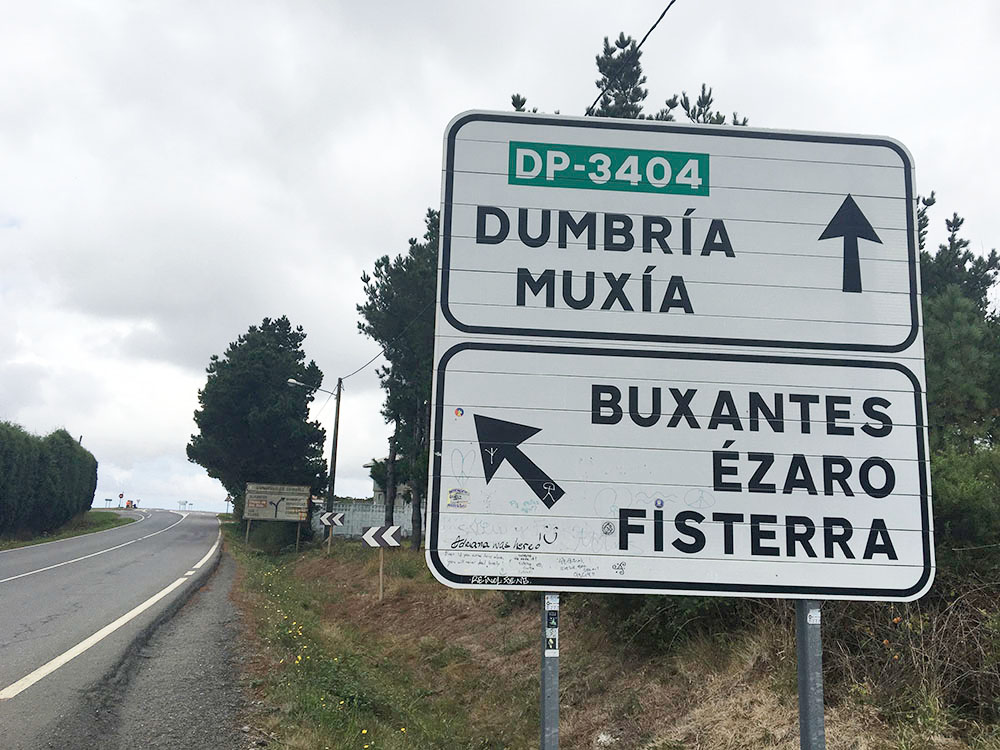 DP-3404
DUMBRÍA
MUXÍA
BUXANTES
ÉZARO
FISTERRA